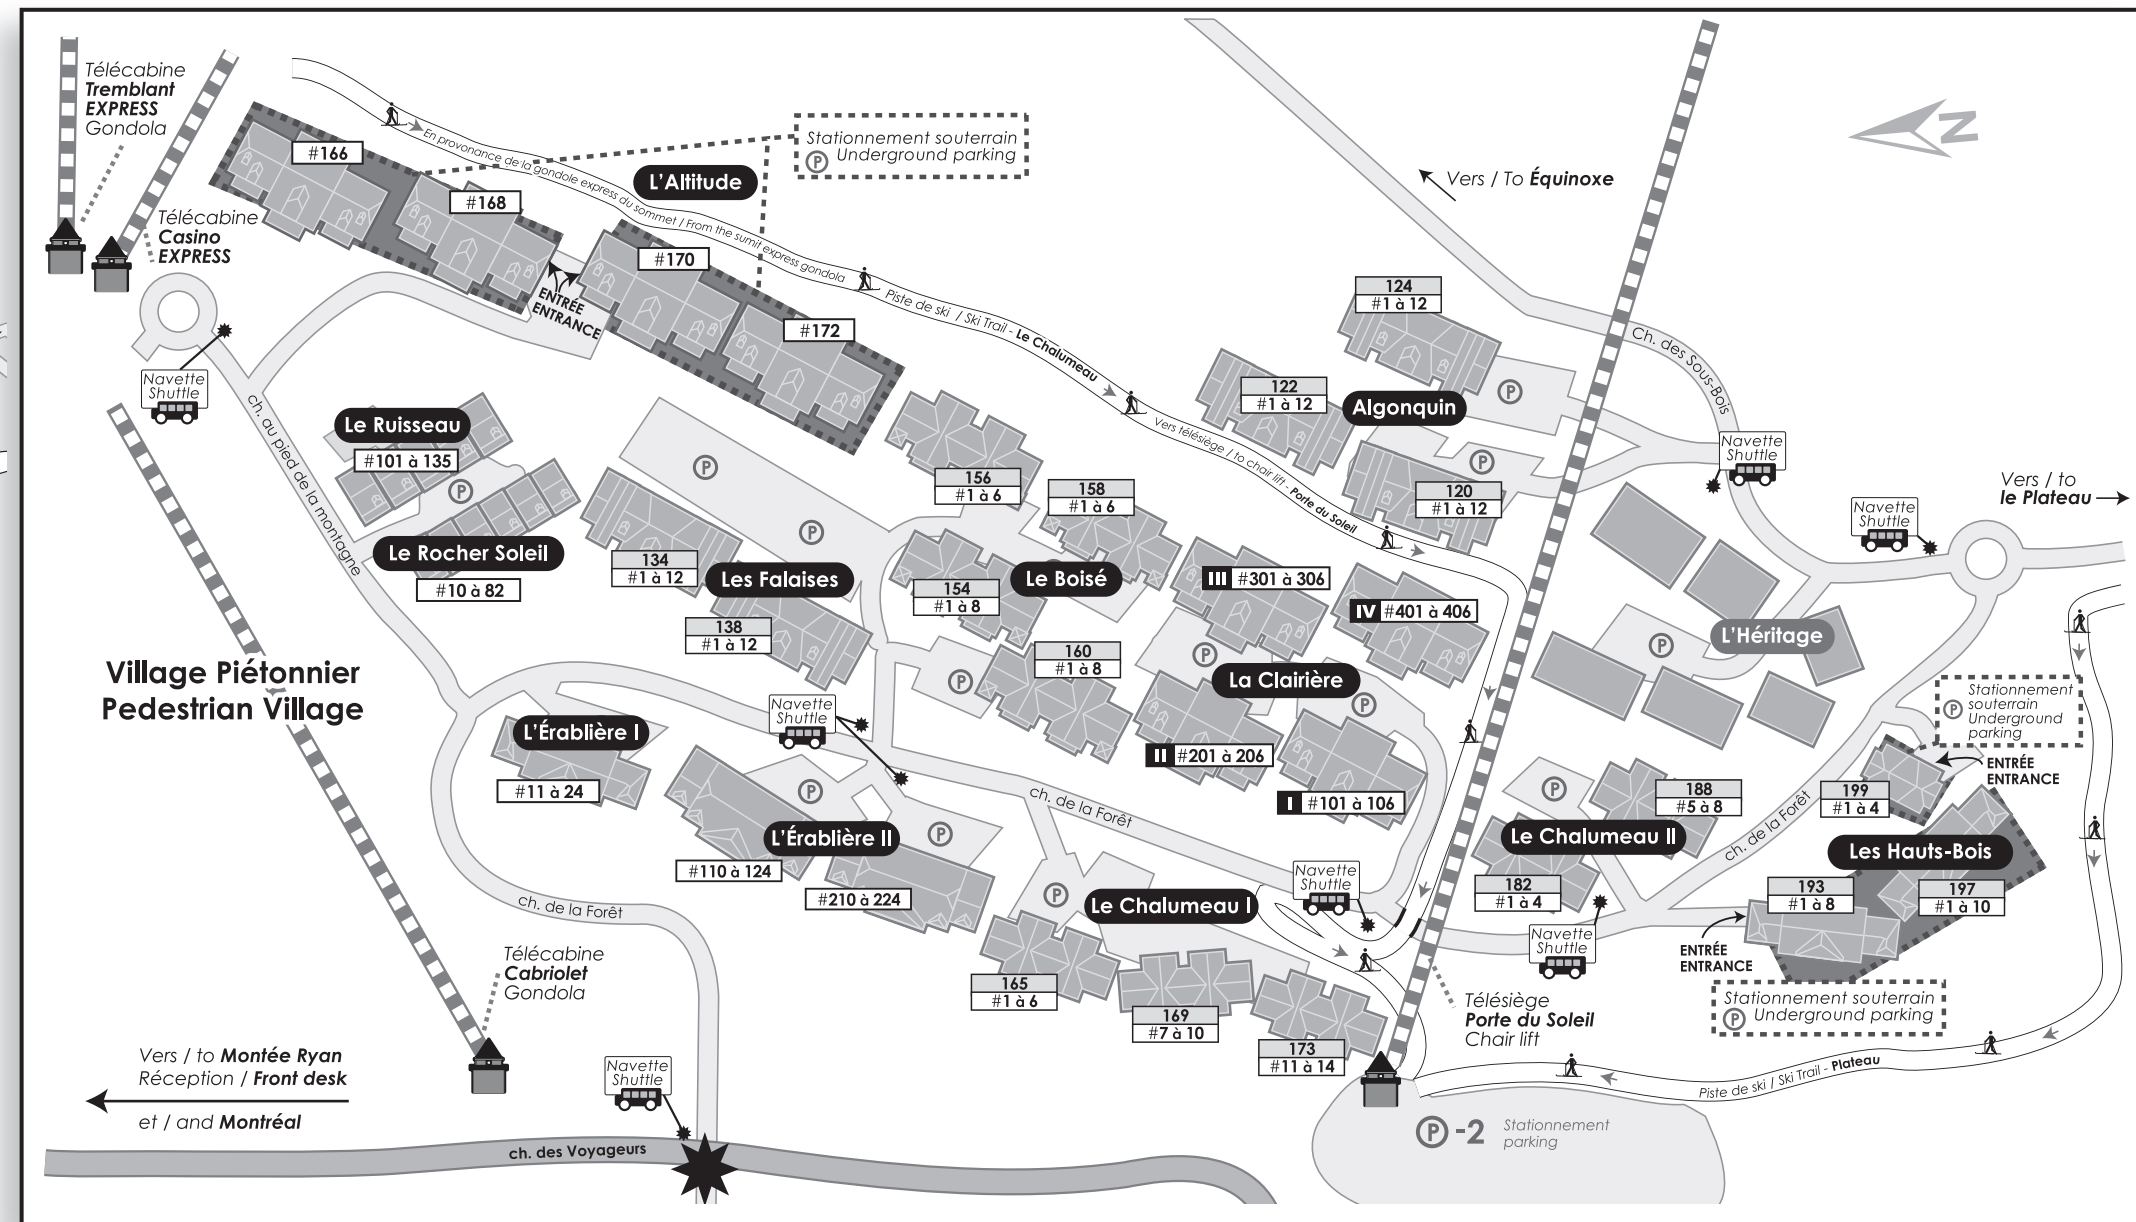 Télécabine
Tremblant
EXPRESS
Gondola
Télécabine
Casino
EXPRESS
#166
#168
#170
#172
L'Altitude
Stationnement souterrain
P Underground parking
En provonance de la gondole express du sommet / From the sumit express gondola
Piste de ski / Ski Trail - Le Chalumeau
Vers télésiège / to chair lift - Porte du Soleil
ENTRÉE
ENTRANCE
N
Vers / To Équinoxe
124
#1 à 12
122
#1 à 12
Algonquin
P
P
120
#1 à 12
Ch. des Sous-Bois
Navette
Shuttle
Navette
Shuttle
Vers / to
le Plateau
Navette
Shuttle
ch. au pied de la montagne
Le Ruisseau
#101 à 135
P
Le Rocher Soleil
#10 à 82
P
P
134
#1 à 12
Les Falaises
138
#1 à 12
156
#1 à 6
158
#1 à 6
Le Boisé
154
#1 à 8
160
#1 à 8
P
III #301 à 306
IV #401 à 406
P
La Clairière
P
II #201 à 206
I #101 à 106
L'Héritage
P
Stationnement
souterrain
P Underground
parking
ENTRÉE
ENTRANCE
Village Piétonnier
Pedestrian Village
L'Érablière I
#11 à 24
Navette
Shuttle
P
L'Érablière II
P
#110 à 124
#210 à 224
ch. de la Forêt
ch. de la Forêt
ch. de la Forêt
P
Le Chalumeau I
Navette
Shuttle
165
#1 à 6
169
#7 à 10
173
#11 à 14
P
188
#5 à 8
Le Chalumeau II
182
#1 à 4
Navette
Shuttle
199
#1 à 4
Les Hauts-Bois
193
#1 à 8
197
#1 à 10
ENTRÉE
ENTRANCE
Stationnement souterrain
P Underground parking
Télésiège
Porte du Soleil
Chair lift
Piste de ski / Ski Trail - Plateau
P -2 Stationnement
parking
Télécabine
Cabriolet
Gondola
Vers / to Montée Ryan
Réception / Front desk
et / and Montréal
Navette
Shuttle
ch. des Voyageurs